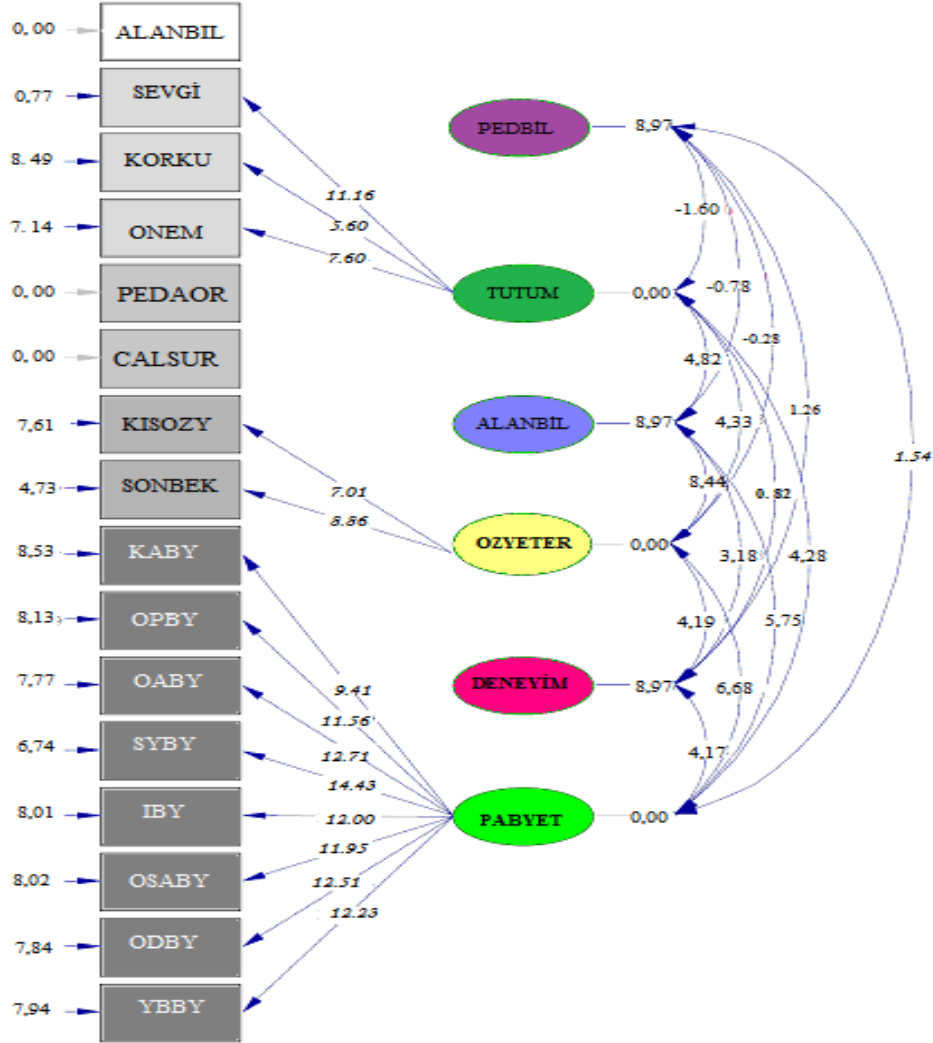 0,00 ALANBIL
0,77 SEVGİ
8.49 KORKU
7.14 ONEM
0,00 PEDAOR
0,00 CALSUR
7,61 KISOZY
4,73 SONBEK
8,53 KABY
8,13 OPBY
7,77 OABY
6,74 SYBY
8,01 IBY
8,02 OSABY
7,84 ODBY
7,94 YBBY
11.16
5.60
7.60
7.01
8.86
9.41
11.56
12.71
14.43
12.00
11.95
12.51
12.23
PEDBİL 8,97
TUTUM 0,00
ALANBİL 8,97
OZYETER 0,00
DENEYİM 8,97
PABYET 0,00
-1.60
-0.78
-0.28
4,82
4,33
1.26
1.54
8,44
0.82
3,18
4,28
4,19
5,75
6,68
4,17